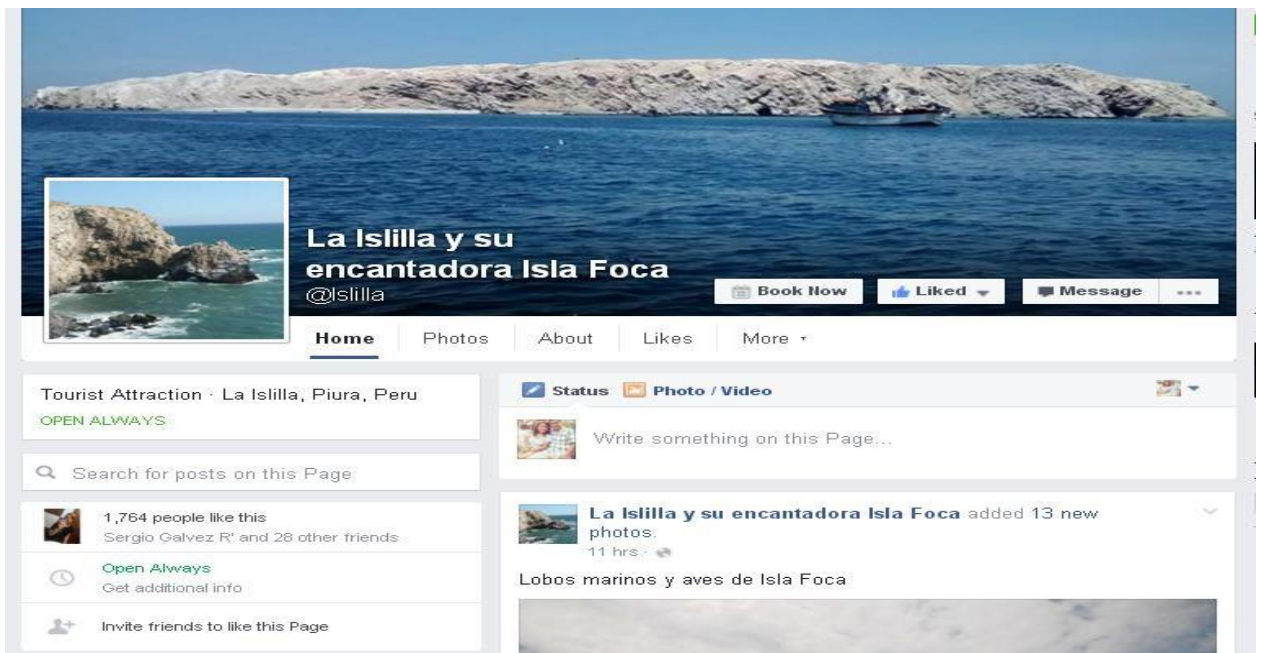 La Islilla y su
encantadora Isla Foca
@Islilla
Book Now
Liked
Message
Home
Photos
About
Likes
More
Tourist Attraction · La Islilla, Piura, Peru
OPEN ALWAYS
Search for posts on this Page
1,764 people like this
Sergio Galvez R' and 28 other friends
Open Always
Get additional info
Invite friends to like this Page
Status
Photo / Video
Write something on this Page...
La Islilla y su encantadora Isla Foca added 13 new
photos.
11 hrs ·
Lobos marinos y aves de Isla Foca